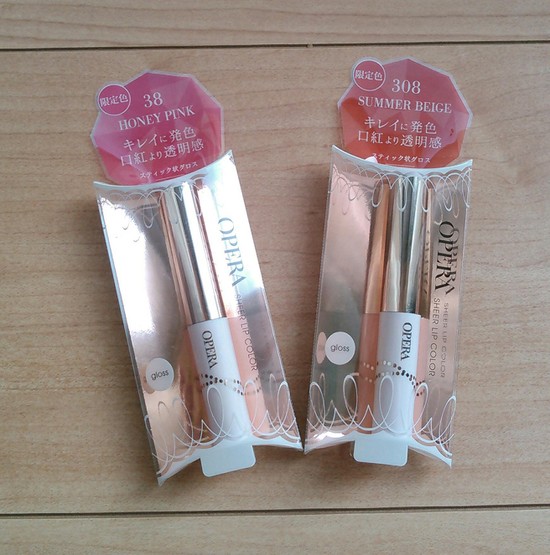 限定色
38
HONEY PINK
キレイに発色
口紅より透明感
スティック状グロス
OPERA
SHEER LIP COLOR
OPERA
gloss
限定色
308
SUMMER BEIGE
キレイに発色
口紅より透明感
スティック状グロス
OPERA
SHEER LIP COLOR
OPERA
gloss